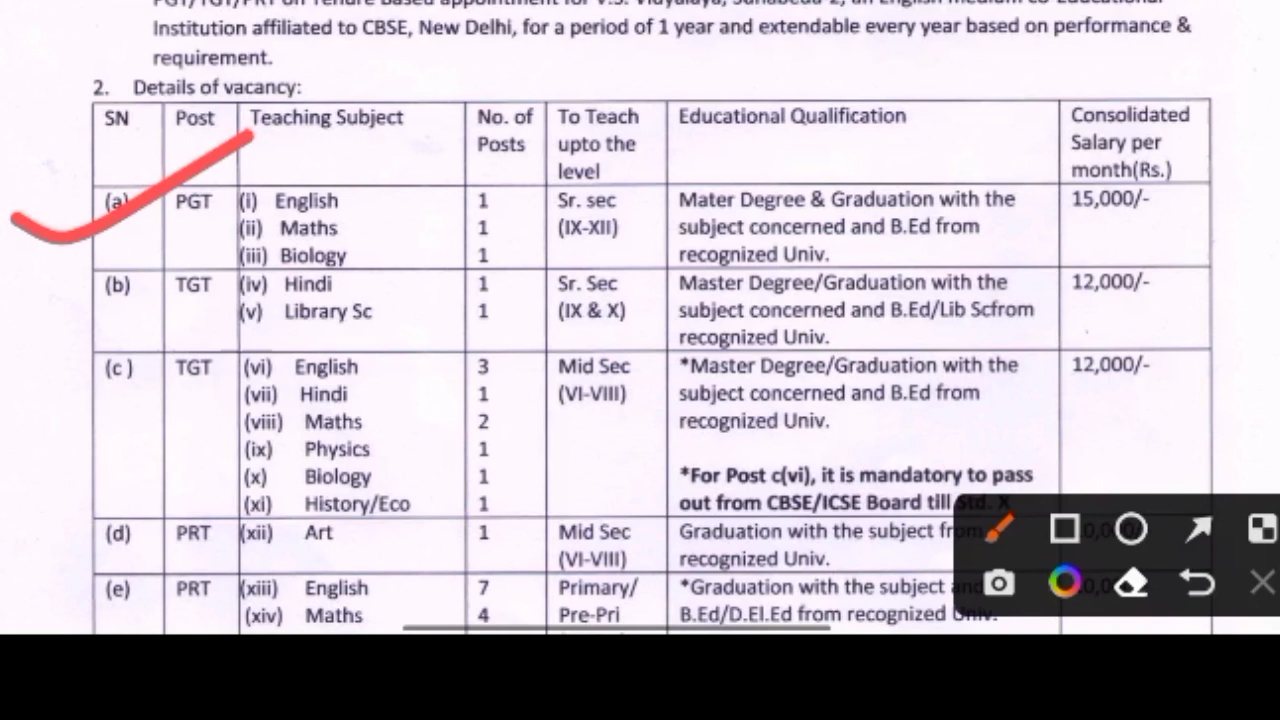 Institution affiliated to CBSE, New Delhi, for a period of 1 year and extendable every year based on performance &
requirement.
2. Details of vacancy:
SN Post Teaching Subject No. of Posts To Teach upto the level Educational Qualification Consolidated Salary per month(Rs.)
(a) PGT (i) English 1 Sr. sec Mater Degree & Graduation with the 15,000/-
(ii) Maths 1 (IX-XII) subject concerned and B.Ed from
(iii) Biology 1 recognized Univ.
(b) TGT (iv) Hindi 1 Sr. Sec Master Degree/Graduation with the 12,000/-
(v) Library Sc 1 (IX & X) subject concerned and B.Ed/Lib Scfrom
recognized Univ.
(c ) TGT (vi) English 3 Mid Sec *Master Degree/Graduation with the 12,000/-
(vii) Hindi 1 (VI-VIII) subject concerned and B.Ed from
(viii) Maths 2 recognized Univ.
(ix) Physics 1
(x) Biology 1 *For Post c(vi), it is mandatory to pass
(xi) History/Eco 1 out from CBSE/ICSE Board till Std. X
(d) PRT (xii) Art 1 Mid Sec Graduation with the subject from
(VI-VIII) recognized Univ.
(e) PRT (xiii) English 7 Primary/ *Graduation with the subject and
(xiv) Maths 4 Pre-Pri B.Ed/D.El.Ed from recognized Univ.